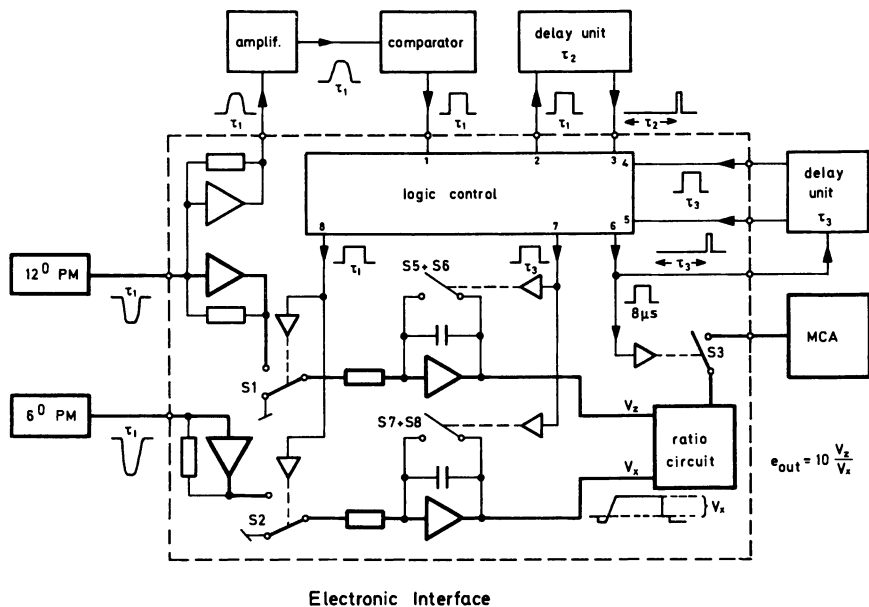 amplif.
comparator
delay unit
τ2
τ1
τ1
τ1
τ1
τ2
1
2
3
4
5
6
7
8
logic control
delay
unit
τ3
τ3
τ3
12° PM
τ1
τ1
τ3
8µs
S5+S6
S3
MCA
S1
6° PM
τ1
S7+S8
Vz
Vx
ratio
circuit
eout = 10 Vz/Vx
Vx
S2
Electronic Interface